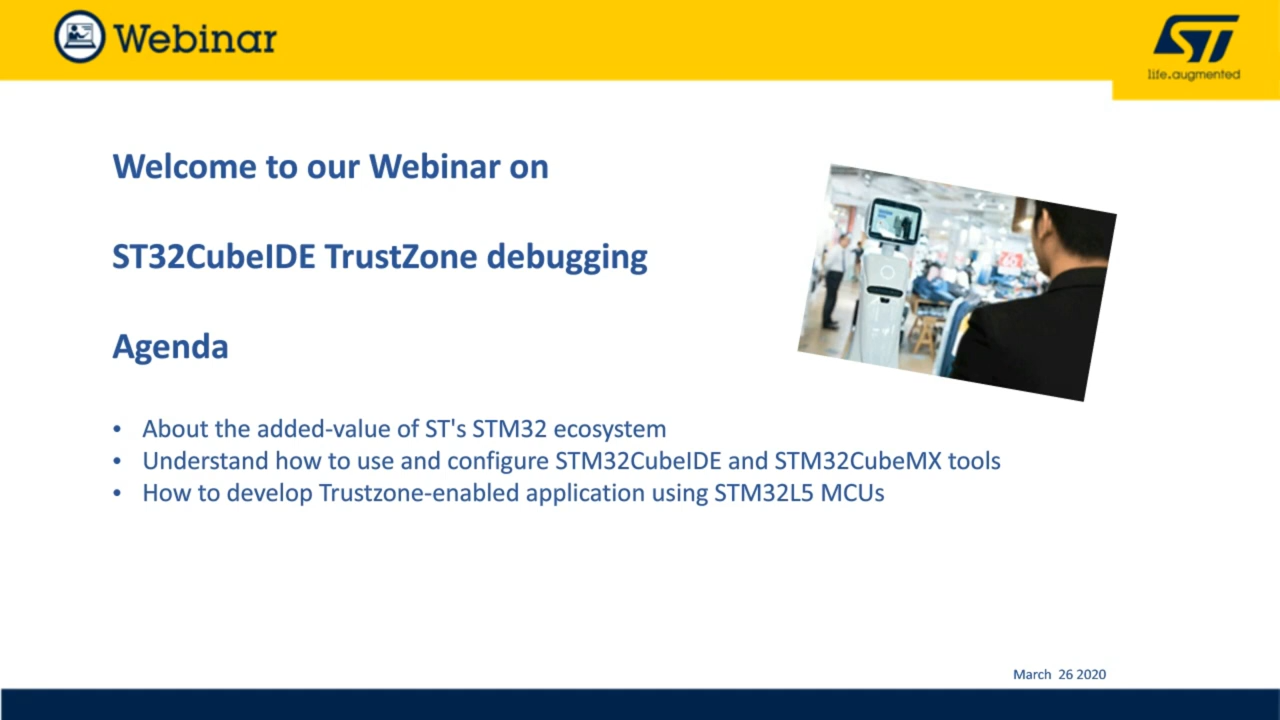 Webinar
ST
life.augmented
Welcome to our Webinar on
ST32CubeIDE TrustZone debugging
Agenda
• About the added-value of ST's STM32 ecosystem
• Understand how to use and configure STM32CubeIDE and STM32CubeMX tools
• How to develop Trustzone-enabled application using STM32L5 MCUs
March 26 2020